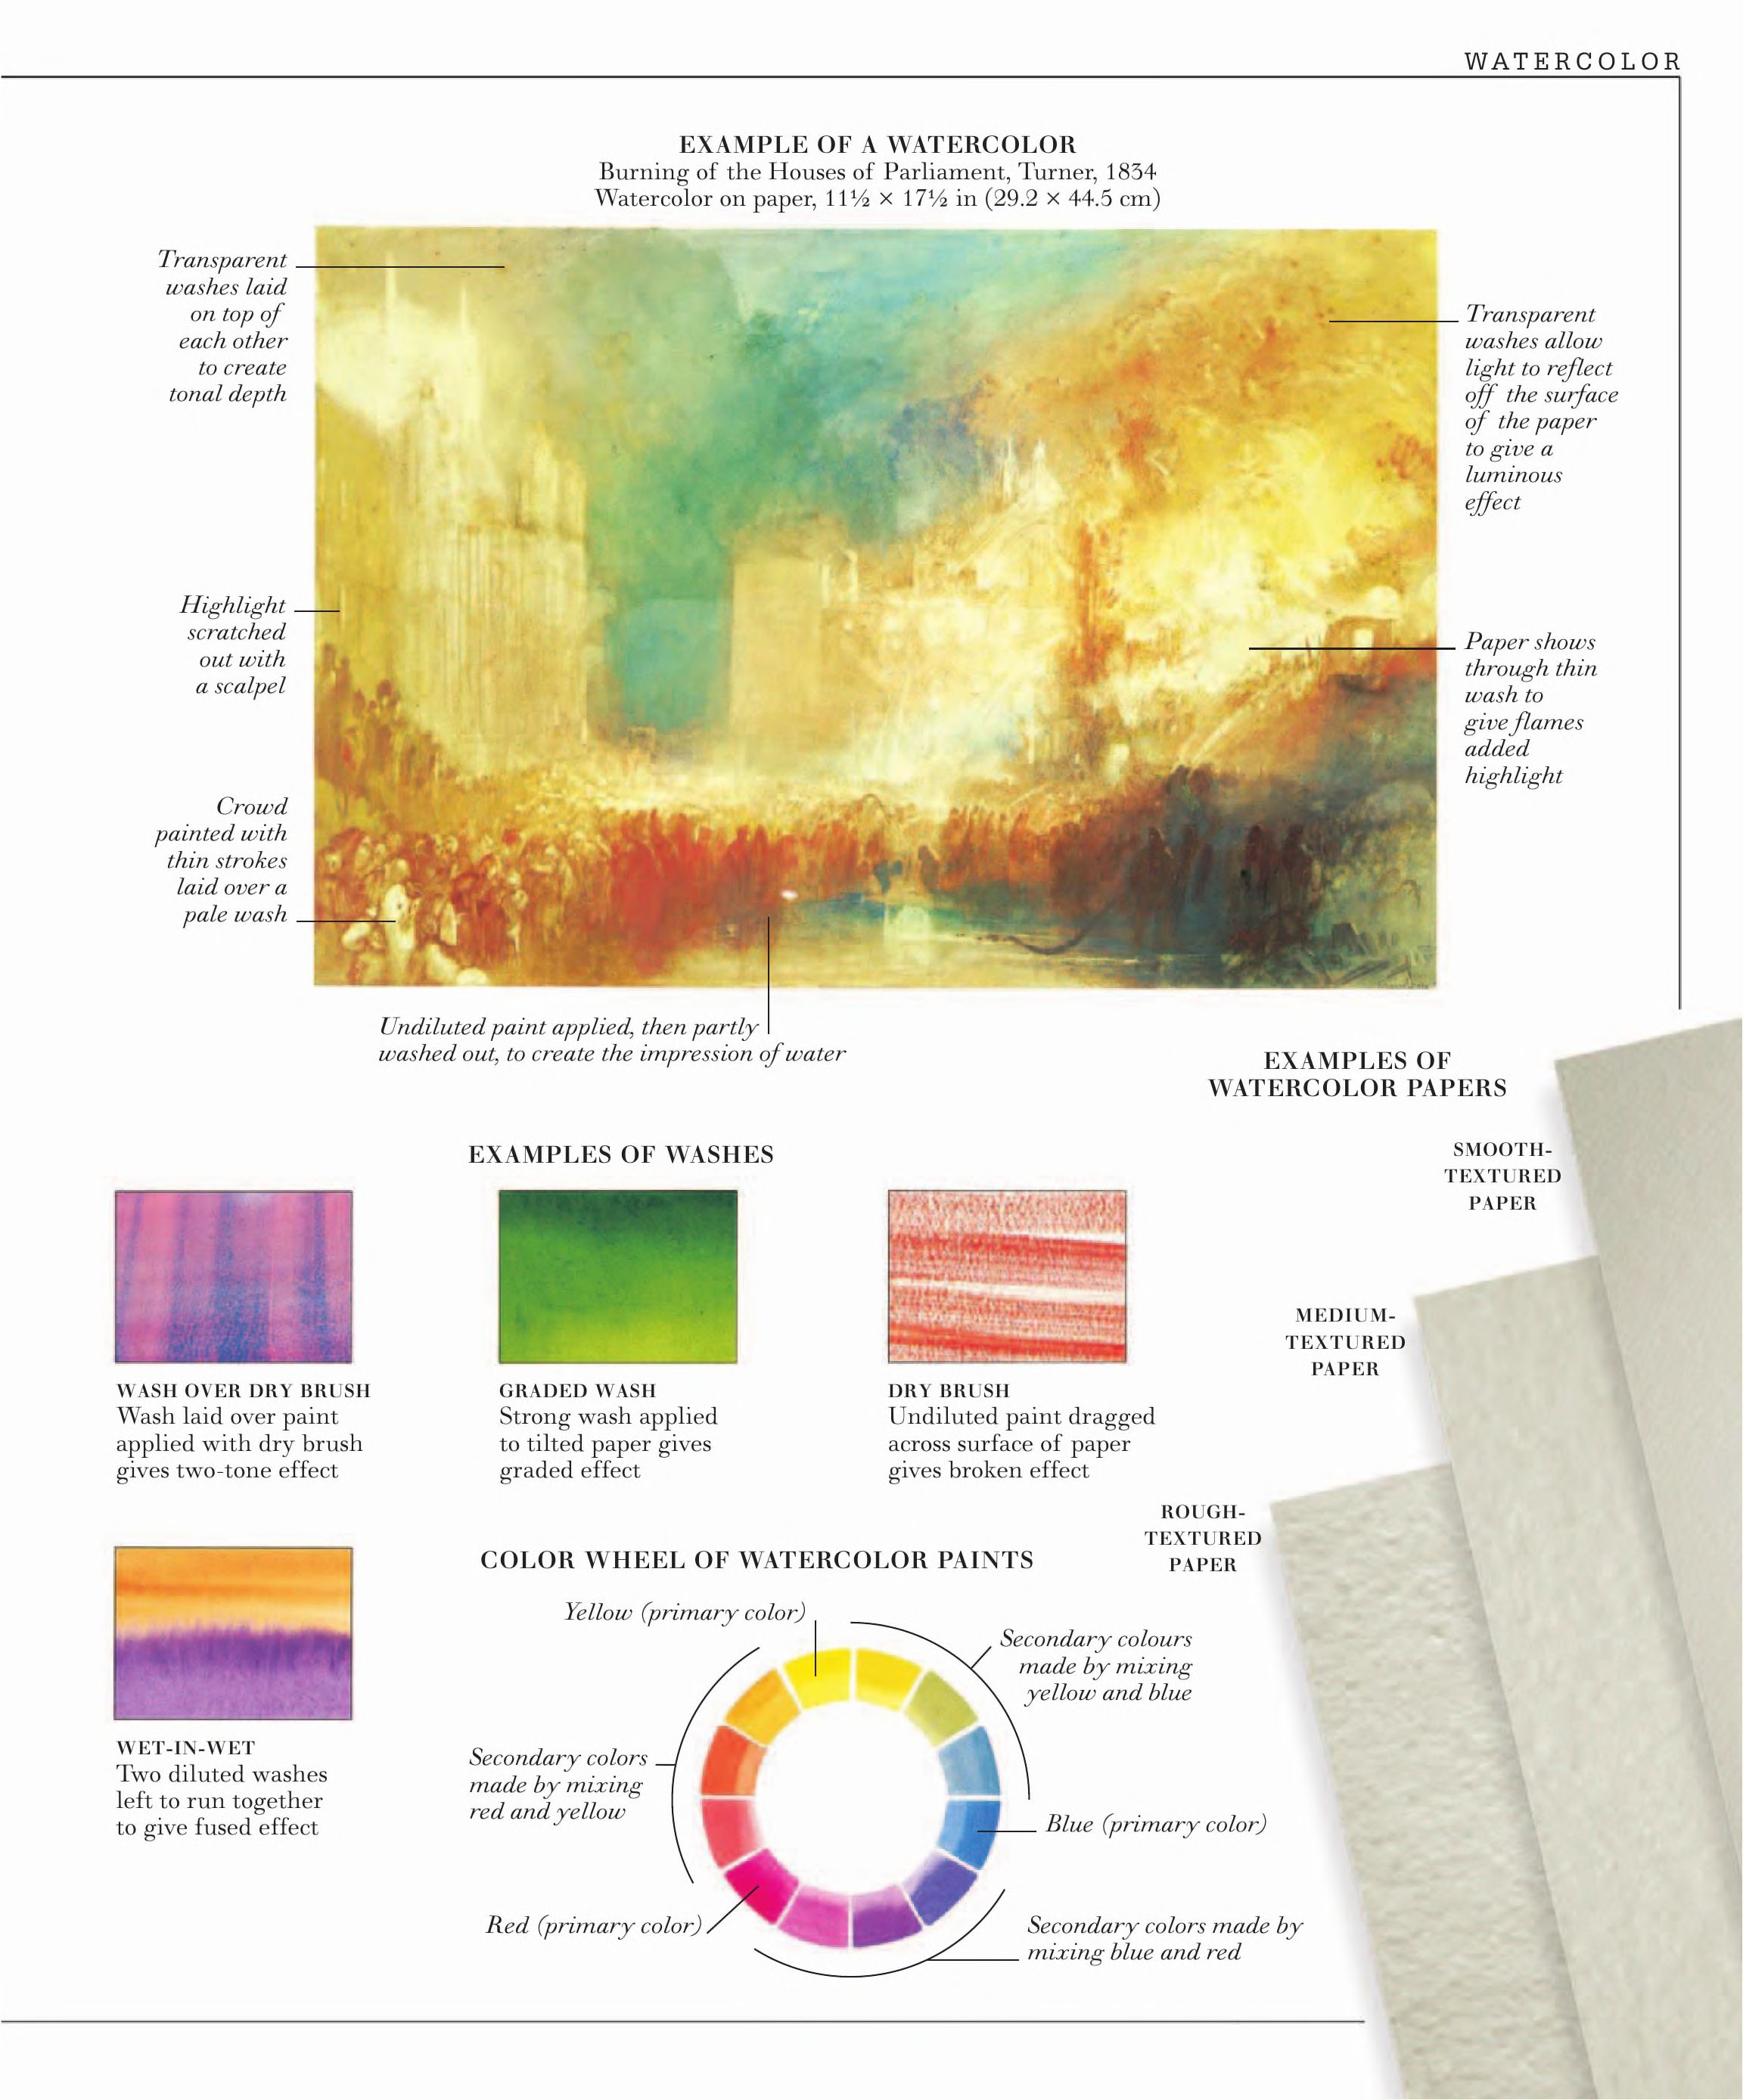 WATERCOLOR
EXAMPLE OF A WATERCOLOR
Burning of the Houses of Parliament, Turner, 1834
Watercolor on paper, 11½ × 17½ in (29.2 × 44.5 cm)
Transparent
washes laid
on top of
each other
to create
tonal depth
Highlight
scratched
out with
a scalpel
Crowd
painted with
thin strokes
laid over a
pale wash
Transparent
washes allow
light to reflect
off the surface
of the paper
to give a
luminous
effect
Paper shows
through thin
wash to
give flames
added
highlight
Undiluted paint applied, then partly
washed out, to create the impression of water
EXAMPLES OF
WATERCOLOR PAPERS
SMOOTH-
TEXTURED
PAPER
MEDIUM-
TEXTURED
PAPER
ROUGH-
TEXTURED
PAPER
EXAMPLES OF WASHES
WASH OVER DRY BRUSH
Wash laid over paint
applied with dry brush
gives two-tone effect
GRADED WASH
Strong wash applied
to tilted paper gives
graded effect
DRY BRUSH
Undiluted paint dragged
across surface of paper
gives broken effect
WET-IN-WET
Two diluted washes
left to run together
to give fused effect
COLOR WHEEL OF WATERCOLOR PAINTS
Yellow (primary color)
Secondary colours
made by mixing
yellow and blue
Secondary colors
made by mixing
red and yellow
Blue (primary color)
Red (primary color)
Secondary colors made by
mixing blue and red